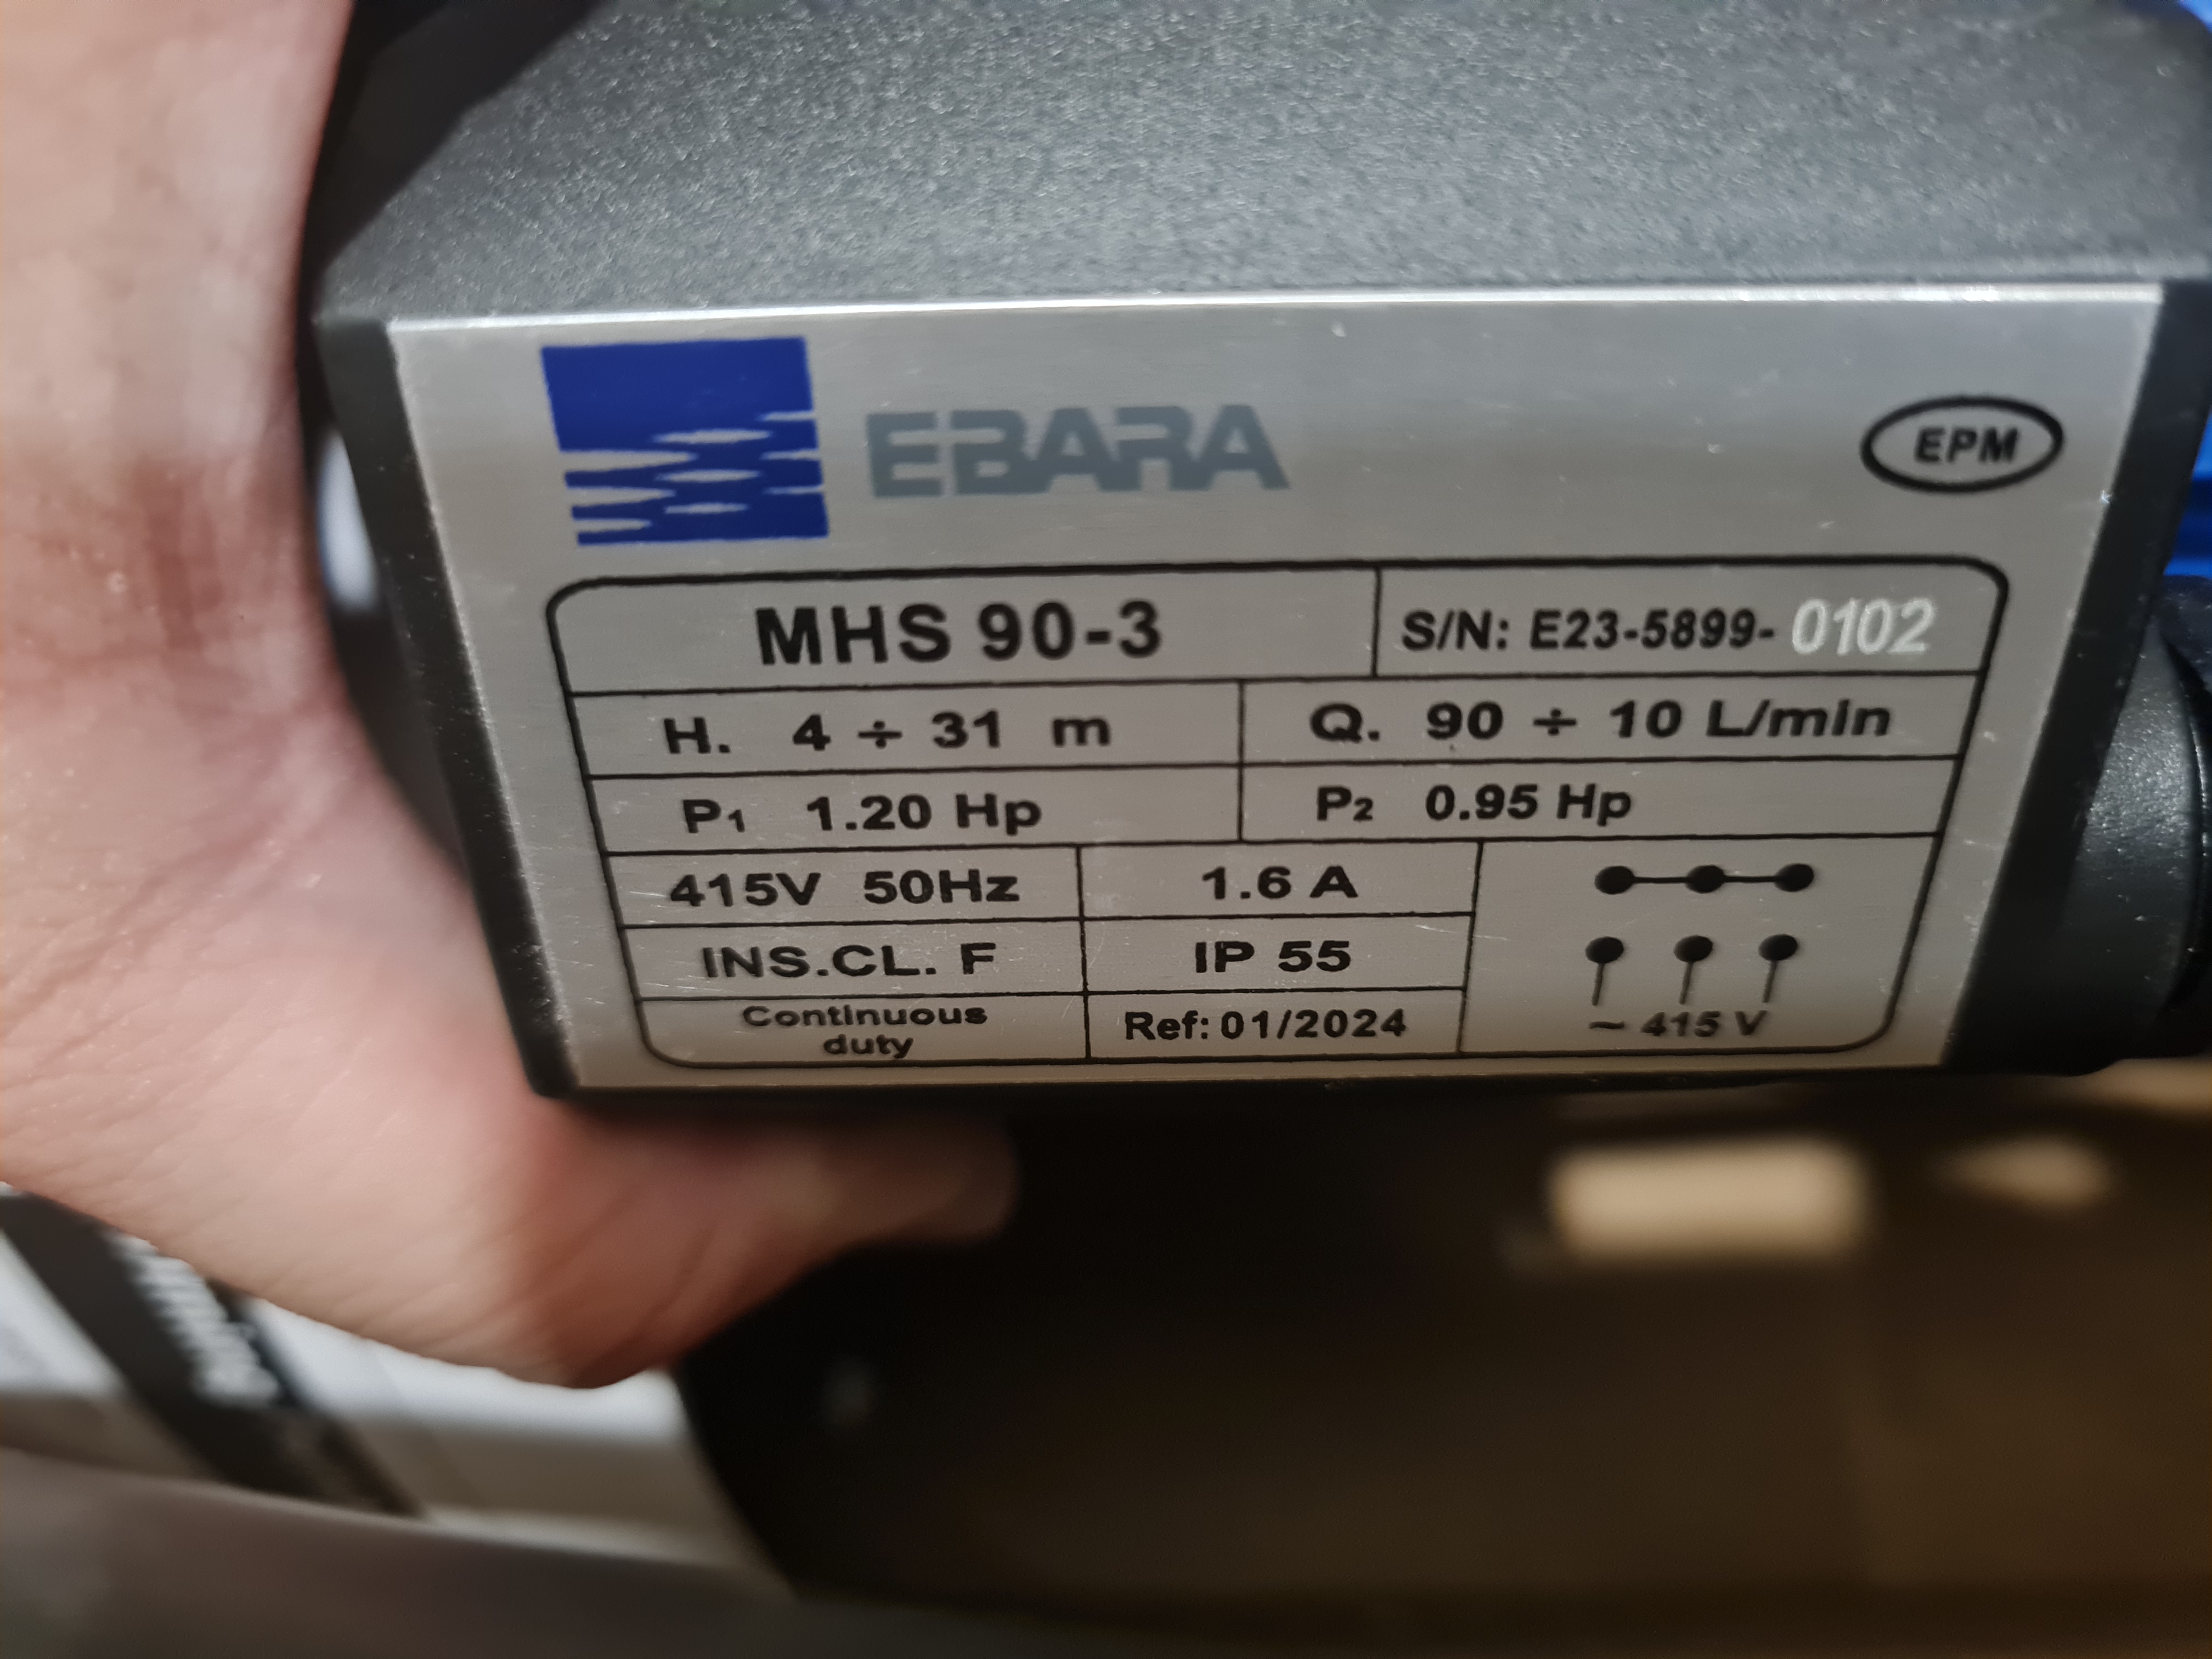 EBARA
EPM
MHS 90-3
S/N: E23-5899- 0102
H. 4 ÷ 31 m
Q. 90 ÷ 10 L/min
P1 1.20 Hp
P2 0.95 Hp
415V 50Hz
1.6 A
INS.CL. F
IP 55
Continuous
duty
Ref: 01/2024
~ 415 V